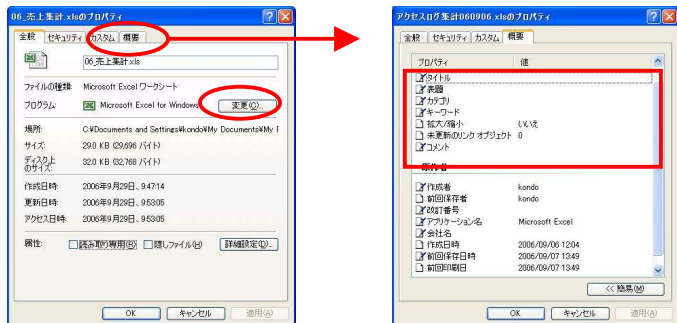 06_売上集計.xlsのプロパティ
全般 セキュリティ カスタム 概要
06_売上集計.xls
ファイルの種類: Microsoft Excel ワークシート
プログラム: Microsoft Excel for Windows 変更(C)...
場所: C:¥Documents and Settings¥kondo¥My Documents¥My F
サイズ: 29.0 KB (29,696 バイト)
ディスク上
のサイズ: 32.0 KB (32,768 バイト)
作成日時: 2006年9月29日、9:47:14
更新日時: 2006年9月29日、9:53:05
アクセス日時: 2006年9月29日、9:53:05
属性: 読み取り専用(R) 隠しファイル(H) 詳細設定(D)...
OK キャンセル 適用(A)
アクセスログ集計060906.xlsのプロパティ
全般 セキュリティ カスタム 概要
プロパティ 値
タイトル
表題
カテゴリ
キーワード
拡大/縮小 いいえ
未更新のリンク オブジェクト 0
コメント
原作者
作成者 kondo
前回保存者 kondo
改訂番号
アプリケーション名 Microsoft Excel
会社名
作成日時 2006/09/06 12:04
前回保存日時 2006/09/07 13:49
前回印刷日 2006/09/07 13:49
<< 簡易(M)
OK キャンセル 適用(A)